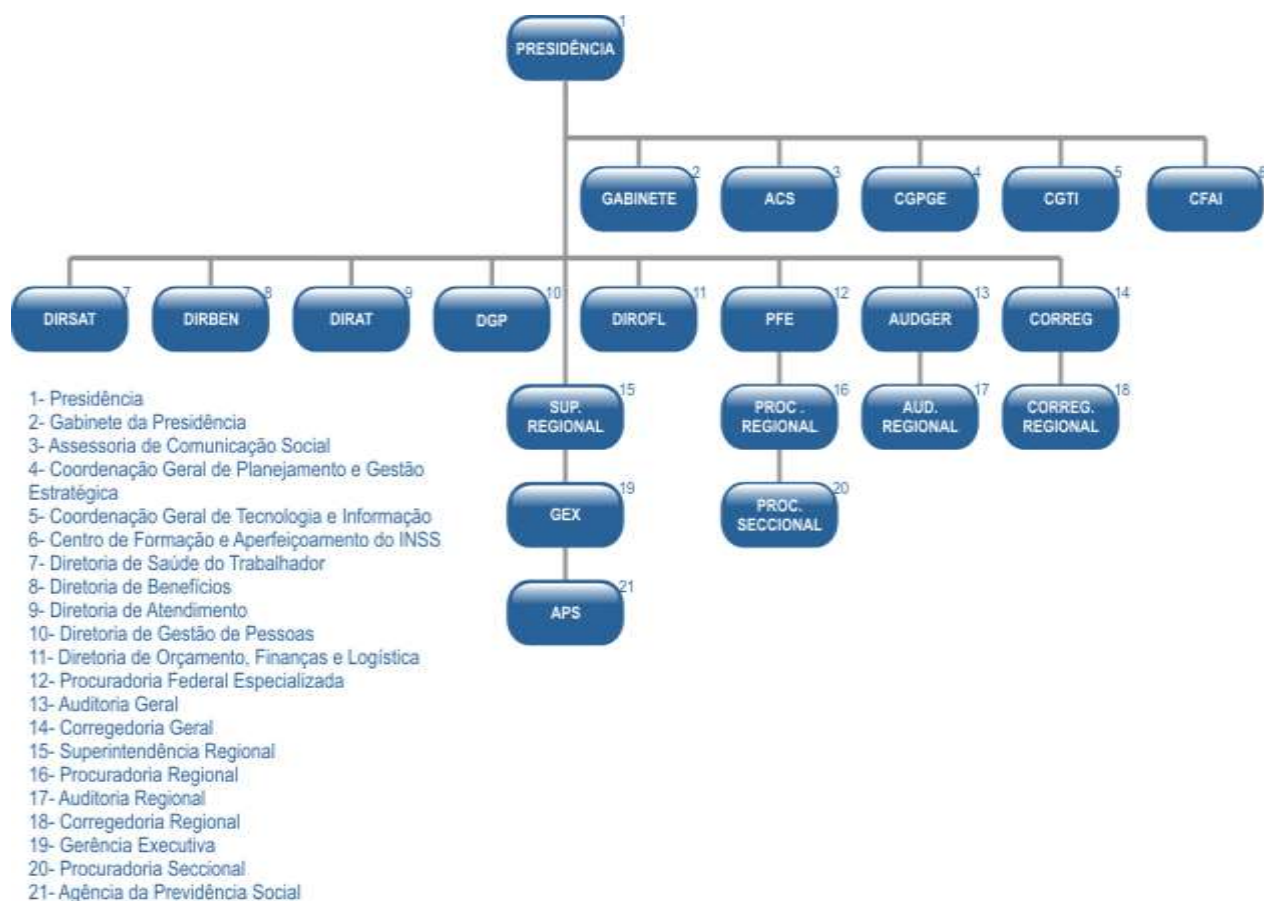 1
PRESIDÊNCIA
2
3
4
5
6
GABINETE
ACS
CGPGE
CGTI
CFAI
7
8
9
10
11
12
13
14
DIRSAT
DIRBEN
DIRAT
DGP
DIROFL
PFE
AUDGER
CORREG
15
16
17
18
SUP.
REGIONAL
PROC .
REGIONAL
AUD.
REGIONAL
CORREG.
REGIONAL
19
20
GEX
PROC.
SECCIONAL
21
APS
1- Presidência
2- Gabinete da Presidência
3- Assessoria de Comunicação Social
4- Coordenação Geral de Planejamento e Gestão
Estratégica
5- Coordenação Geral de Tecnologia e Informação
6- Centro de Formação e Aperfeiçoamento do INSS
7- Diretoria de Saúde do Trabalhador
8- Diretoria de Benefícios
9- Diretoria de Atendimento
10- Diretoria de Gestão de Pessoas
11- Diretoria de Orçamento, Finanças e Logística
12- Procuradoria Federal Especializada
13- Auditoria Geral
14- Corregedoria Geral
15- Superintendência Regional
16- Procuradoria Regional
17- Auditoria Regional
18- Corregedoria Regional
19- Gerência Executiva
20- Procuradoria Seccional
21- Agência da Previdência Social